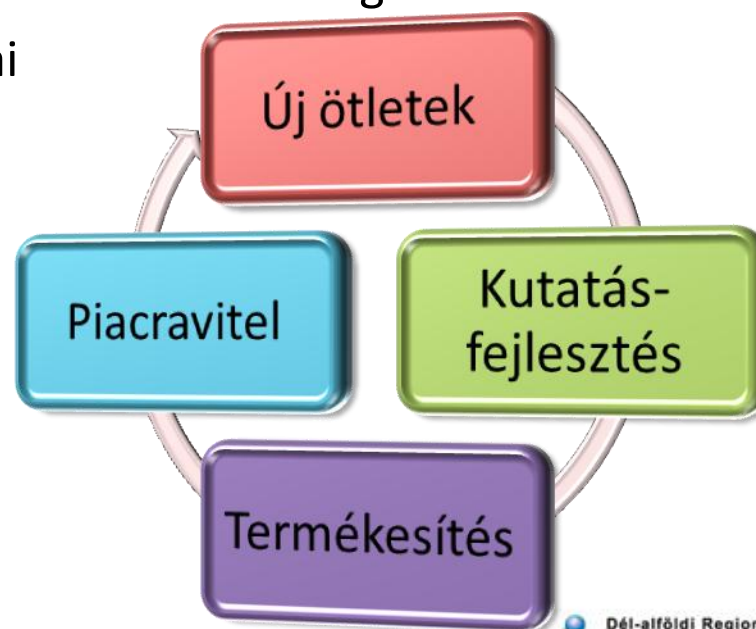 Új ötletek
Kutatás-
fejlesztés
Piacravitel
Termékesítés
Dél-alföldi